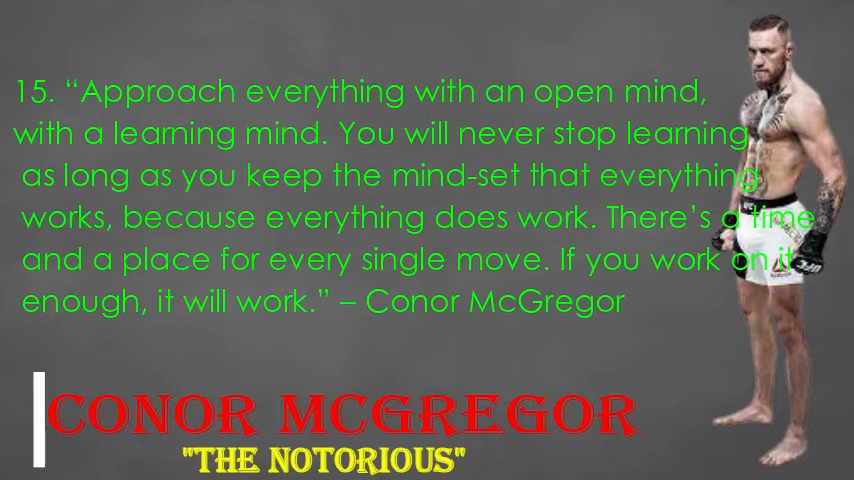 15. “Approach everything with an open mind,
with a learning mind. You will never stop learning
as long as you keep the mind-set that everything
works, because everything does work. There’s a time
and a place for every single move. If you work on it
enough, it will work.” – Conor McGregor
CONOR MCGREGOR
"THE NOTORIOUS"